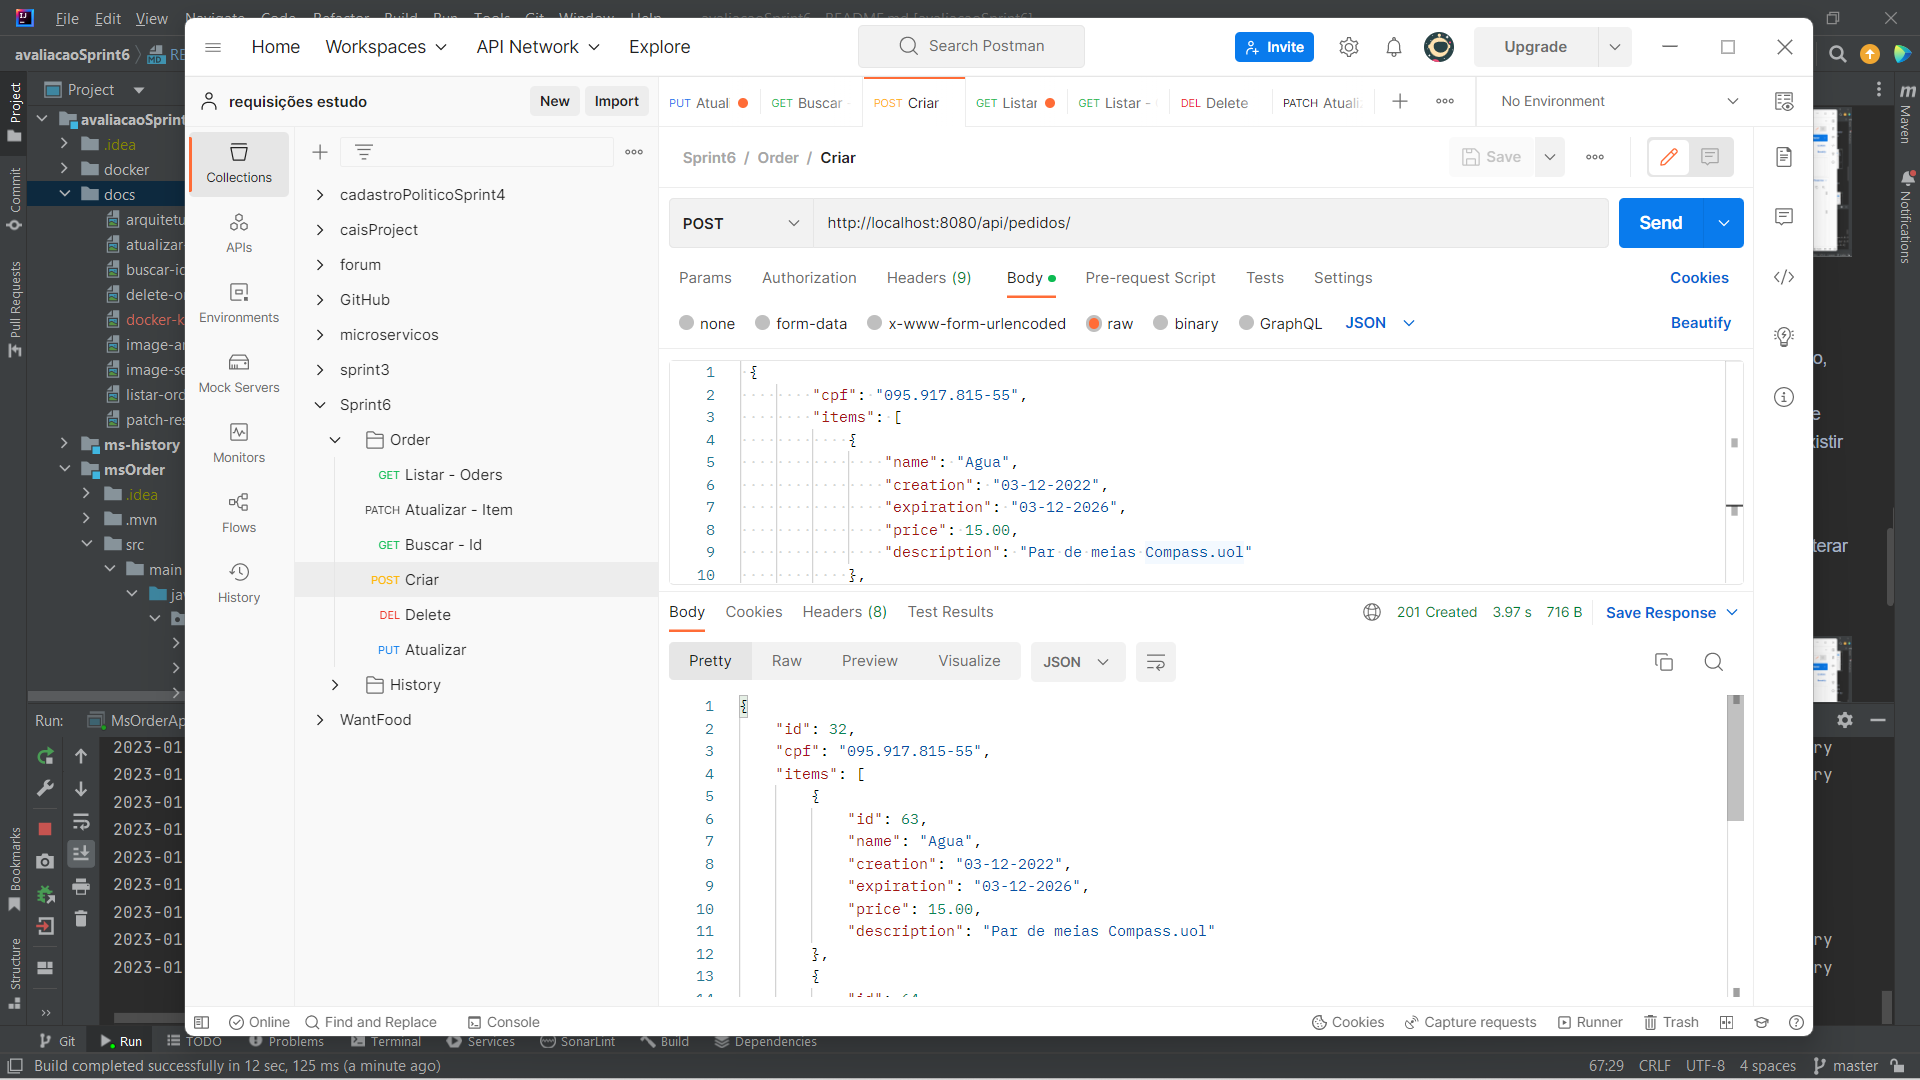 File Edit View Navigate Code Refactor Build Run Tools Git Window Help
avaliacaoSprint6
Home Workspaces API Network Explore Search Postman Invite Upgrade
requisições estudo New Import
PUT Atual GET Buscar POST Criar GET Listar GET Listar - DEL Delete PATCH Atuali No Environment
Project
avaliacaoSprint
.idea
docker
docs
arquitetu
atualizar-
buscar-id
delete-o
docker-k
image-a
image-se
listar-ord
patch-res
ms-history
msOrder
.idea
.mvn
src
main
Project
Commit
Pull Requests
Bookmarks
Structure
Maven
Notifications
Collections
APIs
Environments
Mock Servers
Monitors
Flows
History
cadastroPoliticoSprint4
caisProject
forum
GitHub
microservicos
sprint3
Sprint6
Order
GET Listar - Oders
PATCH Atualizar - Item
GET Buscar - Id
POST Criar
DEL Delete
PUT Atualizar
History
WantFood
Sprint6 / Order / Criar Save
POST http://localhost:8080/api/pedidos/ Send
Params Authorization Headers (9) Body Pre-request Script Tests Settings Cookies
none form-data x-www-form-urlencoded raw binary GraphQL JSON Beautify
1 {
2 "cpf": "095.917.815-55",
3 "items": [
4 {
5 "name": "Agua",
6 "creation": "03-12-2022",
7 "expiration": "03-12-2026",
8 "price": 15.00,
9 "description": "Par de meias Compass.uol"
10 },
Body Cookies Headers (8) Test Results 201 Created 3.97 s 716 B Save Response
Pretty Raw Preview Visualize JSON
1 {
2 "id": 32,
3 "cpf": "095.917.815-55",
4 "items": [
5 {
6 "id": 63,
7 "name": "Agua",
8 "creation": "03-12-2022",
9 "expiration": "03-12-2026",
10 "price": 15.00,
11 "description": "Par de meias Compass.uol"
12 },
13 {
Run: MsOrderAp
2023-01
2023-01
2023-01
2023-01
2023-01
2023-01
2023-01
2023-01
2023-01
Online Find and Replace Console Cookies Capture requests Runner Trash
Git Run TODO Problems Terminal Services SonarLint Build Dependencies
Build completed successfully in 12 sec, 125 ms (a minute ago) 67:29 CRLF UTF-8 4 spaces master